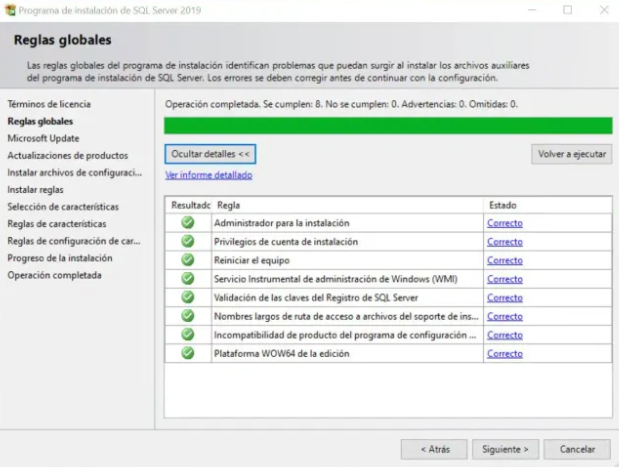 Programa de instalación de SQL Server 2019
Reglas globales
Las reglas globales del programa de instalación identifican problemas que puedan surgir al instalar los archivos auxiliares
del programa de instalación de SQL Server. Los errores se deben corregir antes de continuar con la configuración.
Términos de licencia
Reglas globales
Microsoft Update
Actualizaciones de productos
Instalar archivos de configuraci...
Instalar reglas
Selección de características
Reglas de características
Reglas de configuración de car...
Progreso de la instalación
Operación completada
Operación completada. Se cumplen: 8. No se cumplen: 0. Advertencias: 0. Omitidas: 0.
Ocultar detalles <<
Volver a ejecutar
Ver informe detallado
Resultado Regla Estado
Administrador para la instalación Correcto
Privilegios de cuenta de instalación Correcto
Reiniciar el equipo Correcto
Servicio Instrumental de administración de Windows (WMI) Correcto
Validación de las claves del Registro de SQL Server Correcto
Nombres largos de ruta de acceso a archivos del soporte de ins... Correcto
Incompatibilidad de producto del programa de configuración ... Correcto
Plataforma WOW64 de la edición Correcto
< Atrás Siguiente > Cancelar